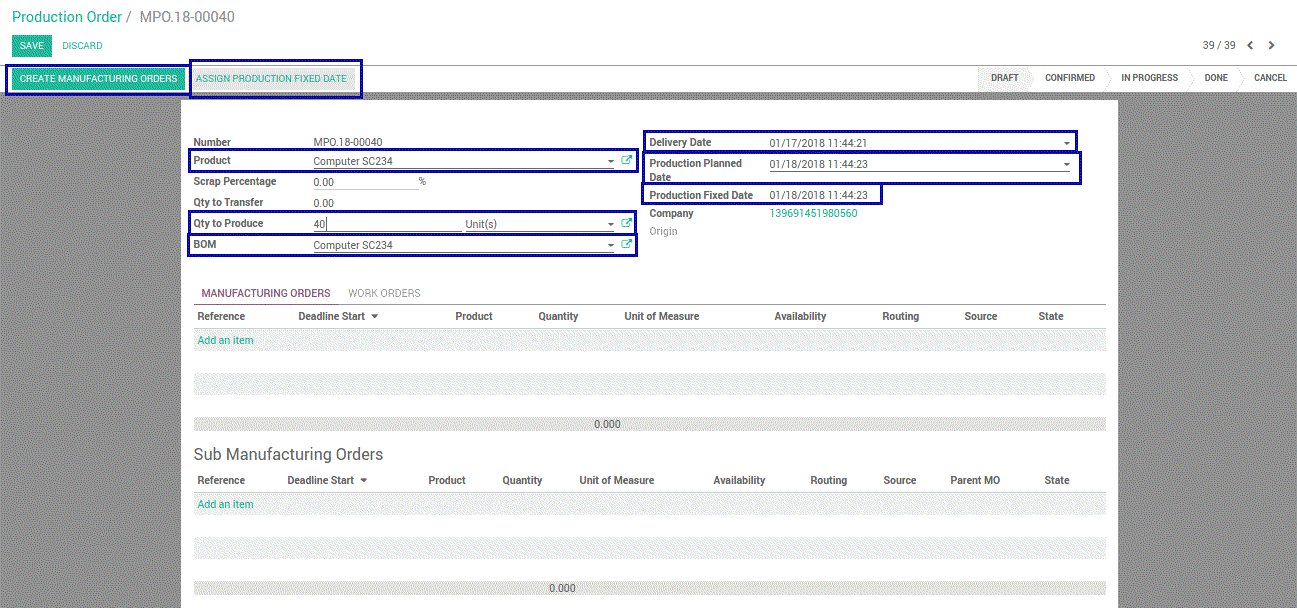 Production Order / MPO.18-00040
SAVE DISCARD 39 / 39
CREATE MANUFACTURING ORDERS ASSIGN PRODUCTION FIXED DATE DRAFT CONFIRMED IN PROGRESS DONE CANCEL
Number MPO.18-00040
Product Computer SC234
Scrap Percentage 0.00 %
Qty to Transfer 0.00
Qty to Produce 40 Unit(s)
BOM Computer SC234
Delivery Date 01/17/2018 11:44:21
Production Planned 01/18/2018 11:44:23
Date
Production Fixed Date 01/18/2018 11:44:23
Company 139691451980560
Origin
MANUFACTURING ORDERS WORK ORDERS
Reference Deadline Start Product Quantity Unit of Measure Availability Routing Source State
Add an item
0.000
Sub Manufacturing Orders
Reference Deadline Start Product Quantity Unit of Measure Availability Routing Source Parent MO State
Add an item
0.000